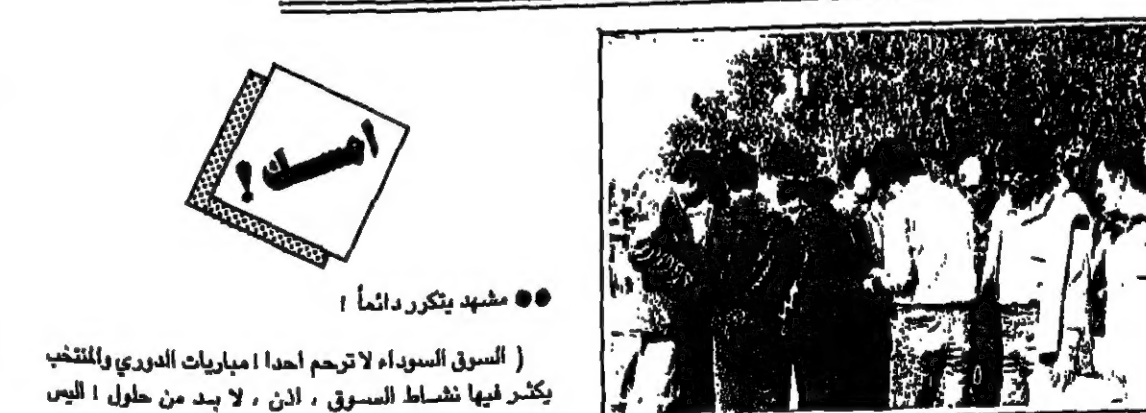 امسك !
●● مشهد يتكرر دائماً !
( السوق السوداء لا ترحم احدا ! مباريات الدوري والمنتخب
يكثر فيها نشاط السوق ، اذن ، لا بد من حلول ! اليس